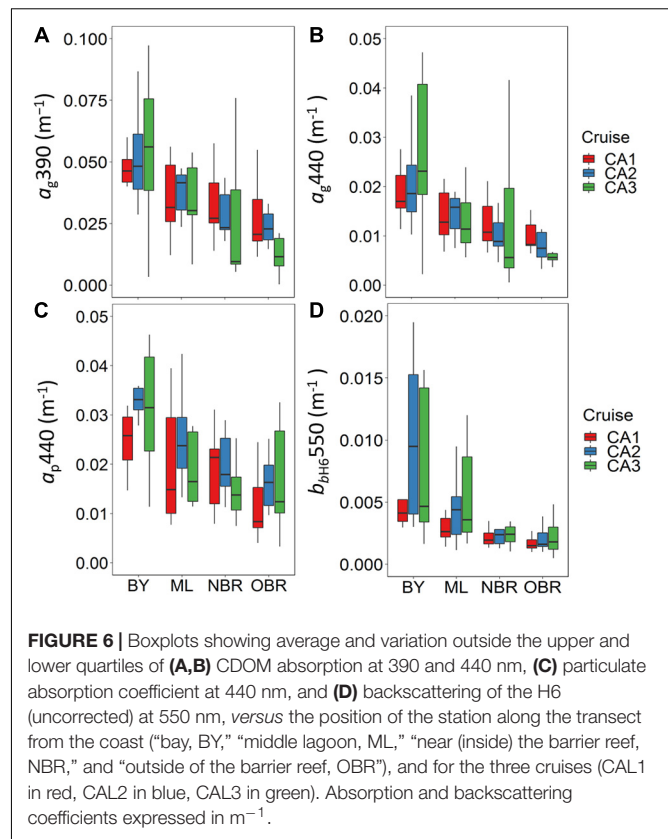 A
a_g390 (m⁻¹)
0.100
0.075
0.050
0.025
0.000
B
a_g440 (m⁻¹)
0.05
0.04
0.03
0.02
0.01
0.00
Cruise
CA1
CA2
CA3
C
a_p440 (m⁻¹)
0.05
0.04
0.03
0.02
0.01
0.00
BY ML NBR OBR
D
b_bH6550 (m⁻¹)
0.020
0.015
0.010
0.005
0.000
BY ML NBR OBR
Cruise
CA1
CA2
CA3
FIGURE 6 | Boxplots showing average and variation outside the upper and
lower quartiles of (A,B) CDOM absorption at 390 and 440 nm, (C) particulate
absorption coefficient at 440 nm, and (D) backscattering of the H6
(uncorrected) at 550 nm, versus the position of the station along the transect
from the coast (“bay, BY,” “middle lagoon, ML,” “near (inside) the barrier reef,
NBR,” and “outside of the barrier reef, OBR”), and for the three cruises (CAL1
in red, CAL2 in blue, CAL3 in green). Absorption and backscattering
coefficients expressed in m⁻¹.